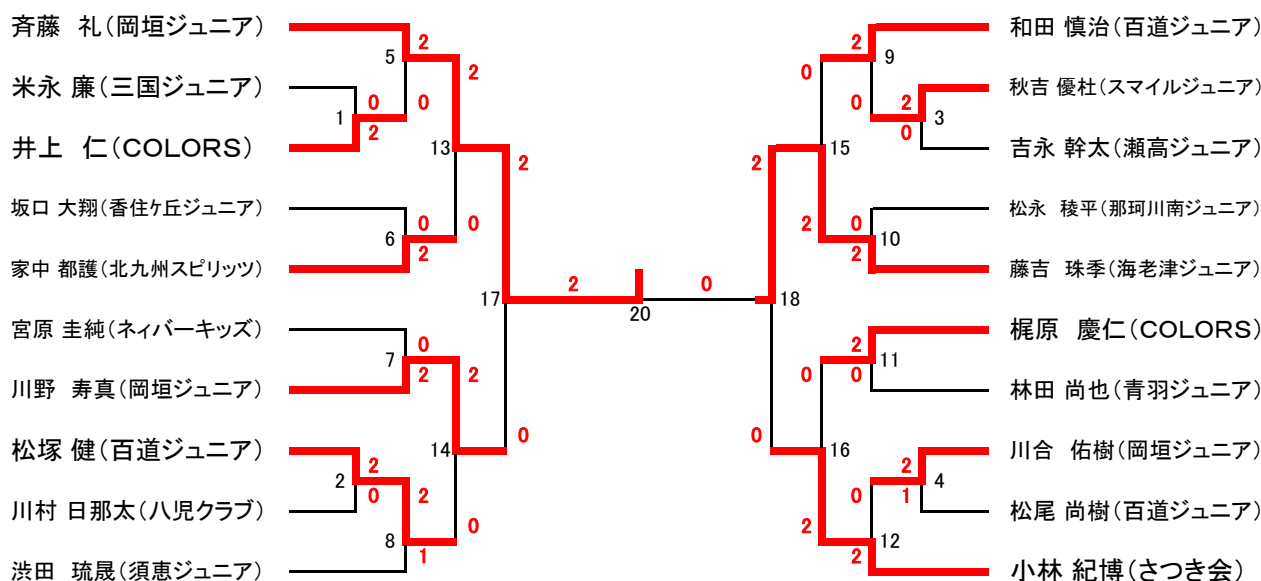 斉藤　礼（岡垣ジュニア）
米永 廉（三国ジュニア）
井上　仁（COLORS）
坂口 大翔（香住ケ丘ジュニア）
家中 都護（北九州スピリッツ）
宮原 圭純（ネィバーキッズ）
川野　寿真（岡垣ジュニア）
松塚 健（百道ジュニア）
川村 日那太（八児クラブ）
渋田　琉晟（須恵ジュニア）
5
2
2
1
0
0
2
13
2
6
0
0
2
17
2
20
0
7
0
2
2
14
0
2
2
0
2
8
0
1
和田 慎治（百道ジュニア）
秋吉 優杜（スマイルジュニア）
吉永 幹太（瀬高ジュニア）
松永　稜平（那珂川南ジュニア）
藤吉　珠季（海老津ジュニア）
梶原　慶仁（COLORS）
林田 尚也（青羽ジュニア）
川合　佑樹（岡垣ジュニア）
松尾 尚樹（百道ジュニア）
小林 紀博（さつき会）
2
9
0
0
2
3
0
2
15
2
0
10
2
18
2
11
0
0
0
16
2
4
0
1
2
12
2